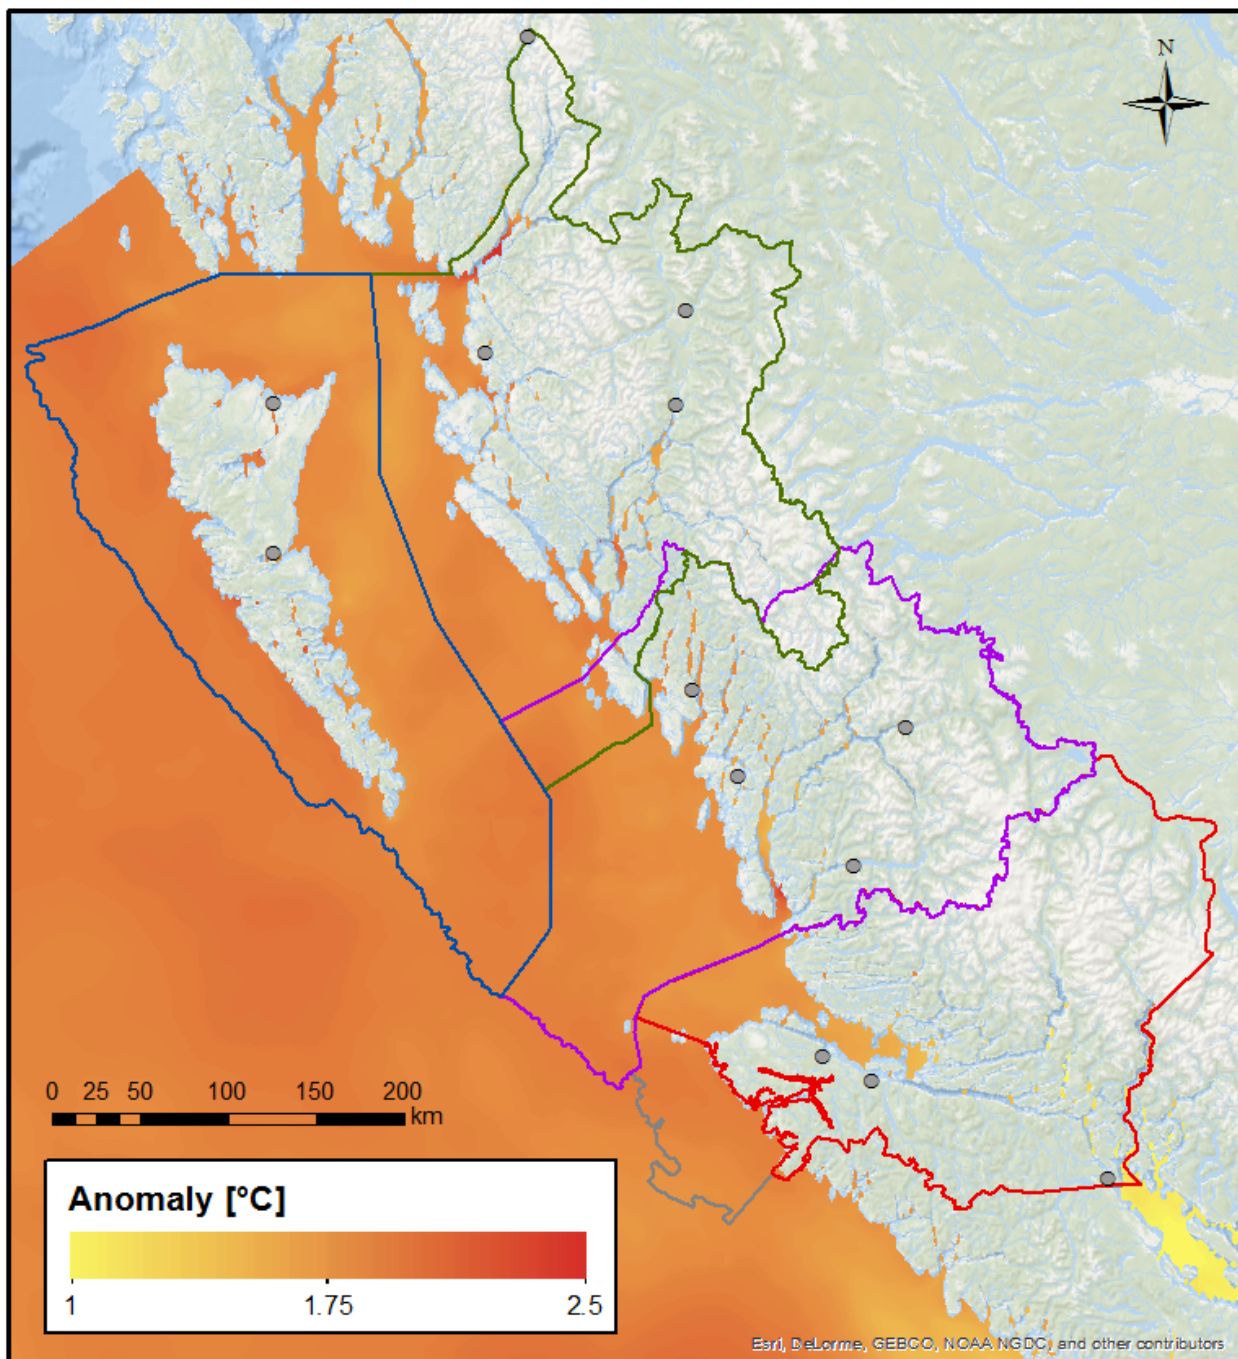 N
0 25 50 100 150 200
km
Anomaly [°C]
1 1.75 2.5
Esri, DeLorme, GEBCO, NOAA NGDC, and other contributors